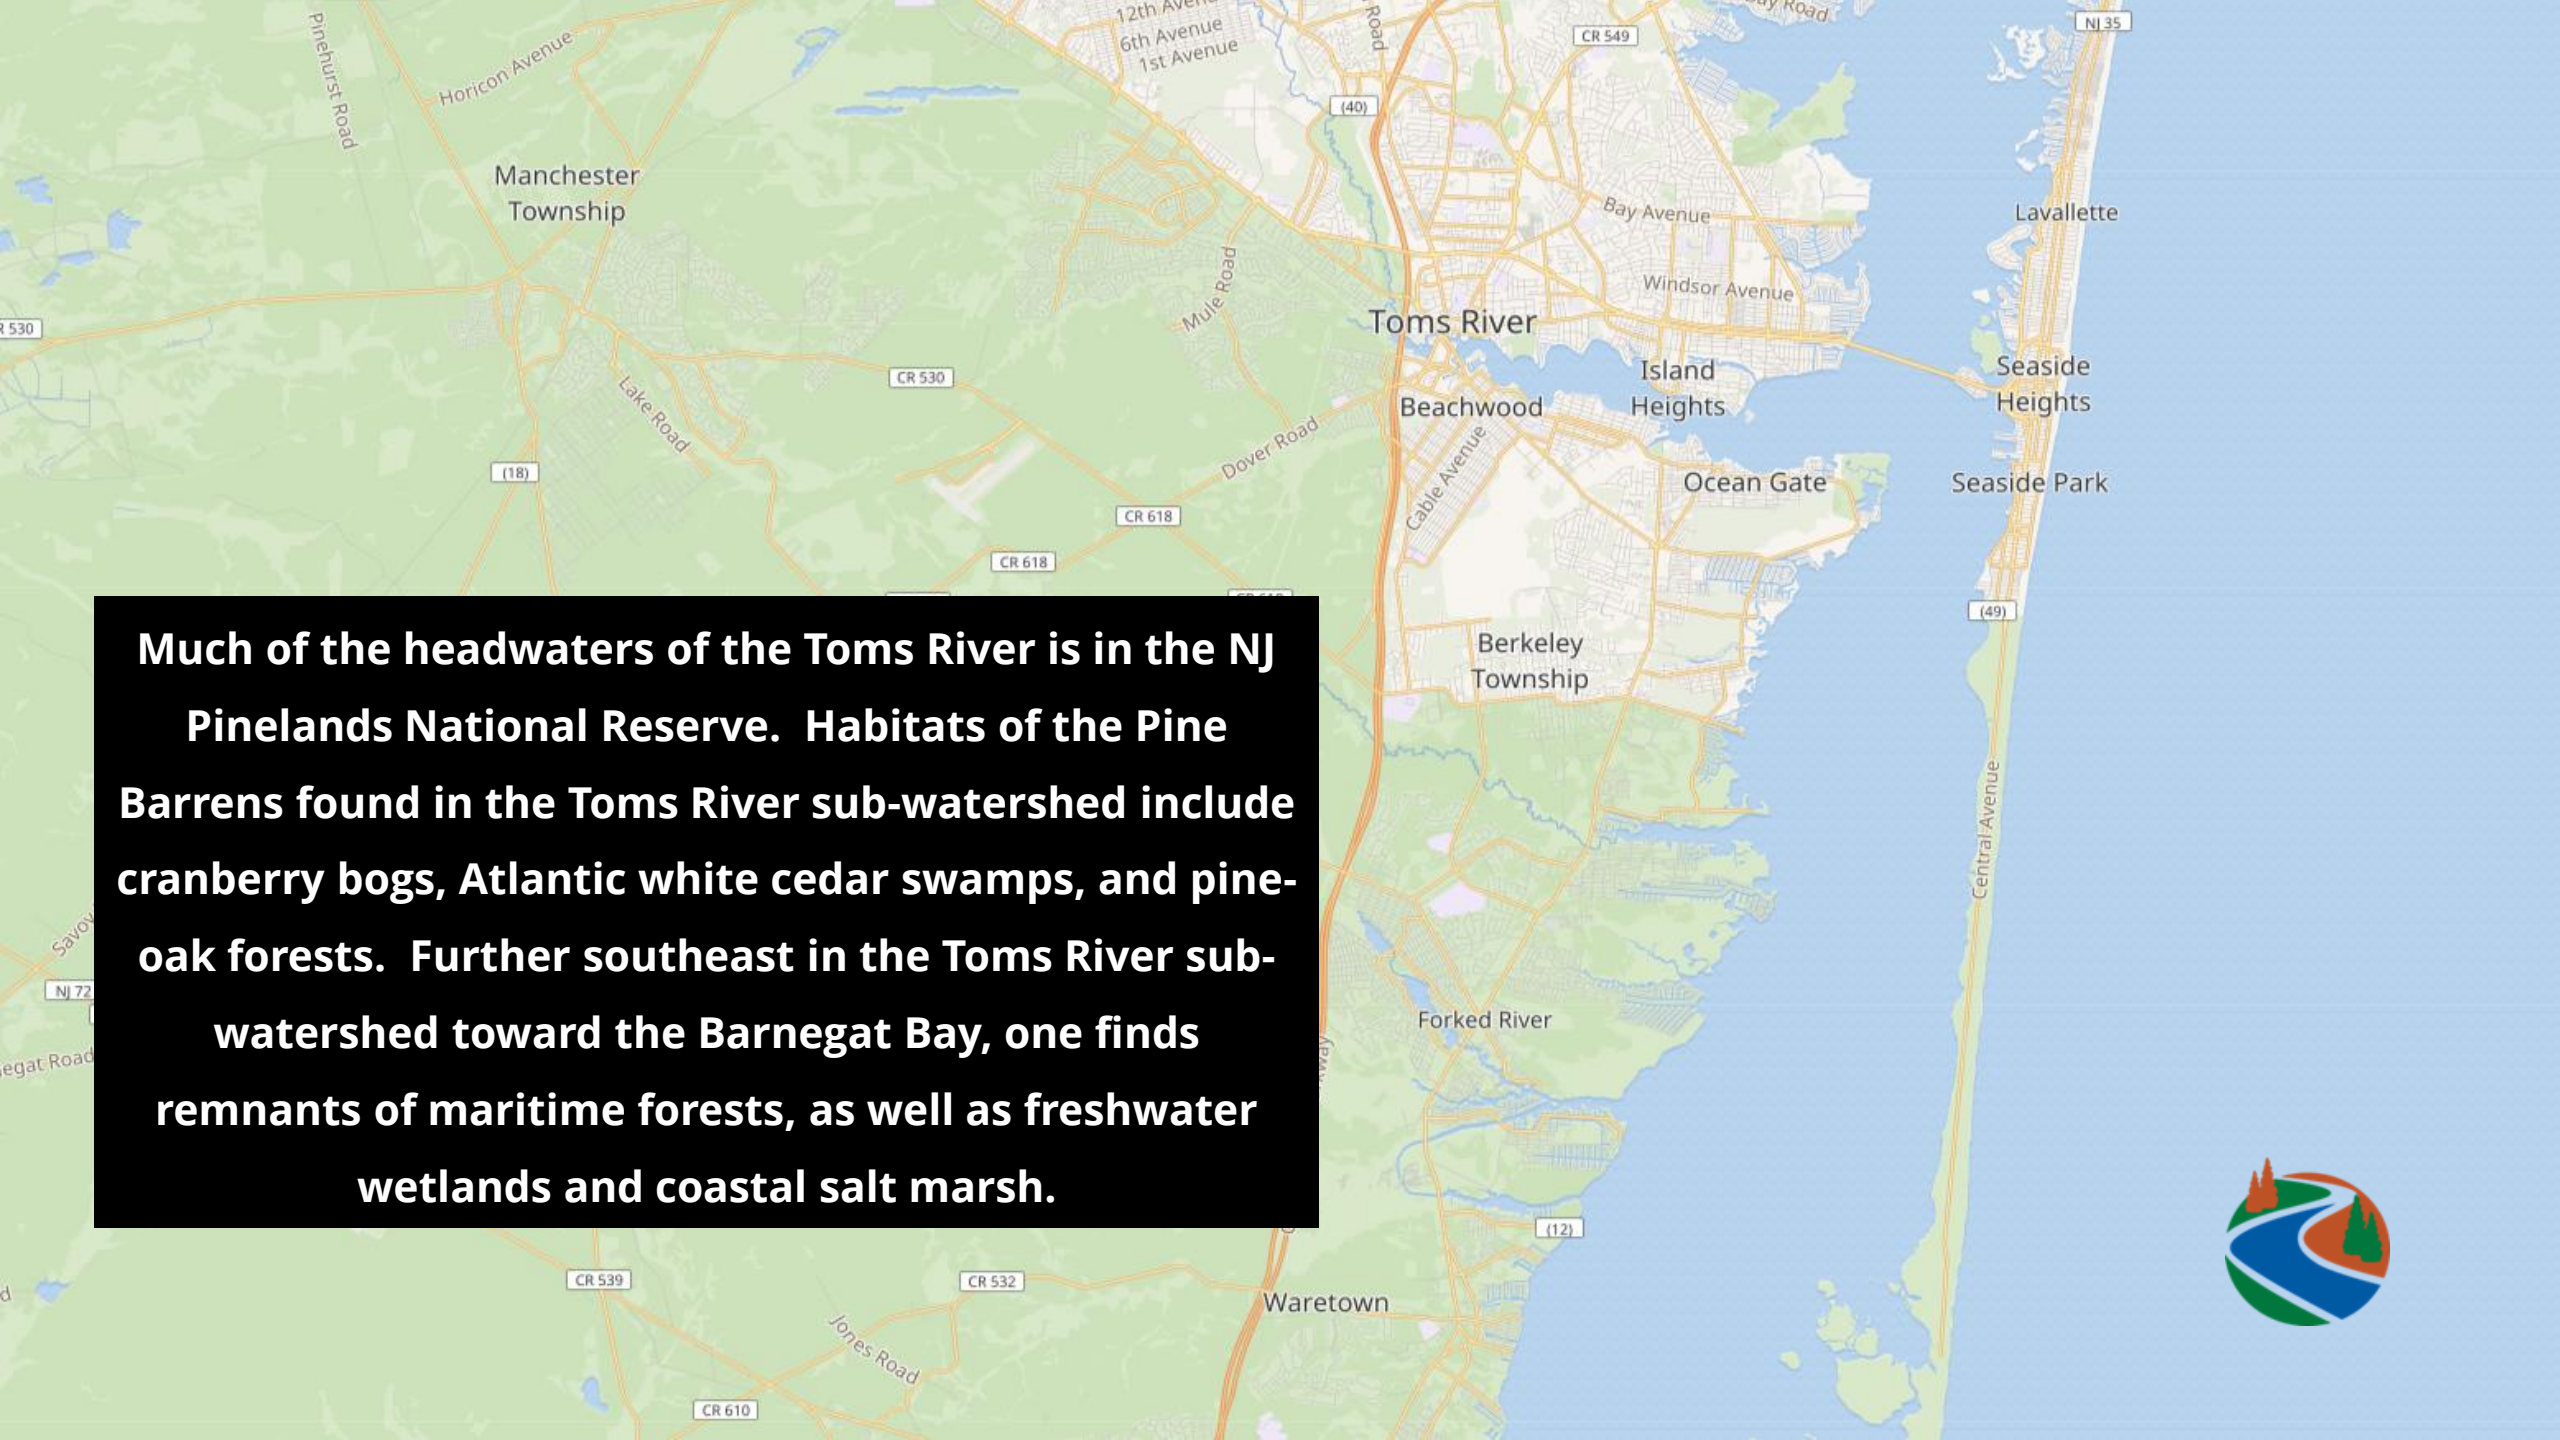 Pinehurst Road
Horicon Avenue
12th
6th Avenue
1st Avenue
Road
CR 549
Road
NJ 35
(40)
Manchester
Township
Bay Avenue
Lavallette
Mule Road
Windsor Avenue
530
Toms River
CR 530
Lake Road
Island
Heights
Seaside
Heights
Beachwood
Dover Road
Cable Avenue
(18)
Ocean Gate
Seaside Park
CR 618
CR 618
(49)
Berkeley
Township
Much of the headwaters of the Toms River is in the NJ
Pinelands National Reserve.  Habitats of the Pine
Barrens found in the Toms River sub-watershed include
cranberry bogs, Atlantic white cedar swamps, and pine-
oak forests.  Further southeast in the Toms River sub-
watershed toward the Barnegat Bay, one finds
remnants of maritime forests, as well as freshwater
wetlands and coastal salt marsh.
Central Avenue
NJ 72
Forked River
egat Road
(12)
CR 539
CR 532
Waretown
Jones Road
CR 610